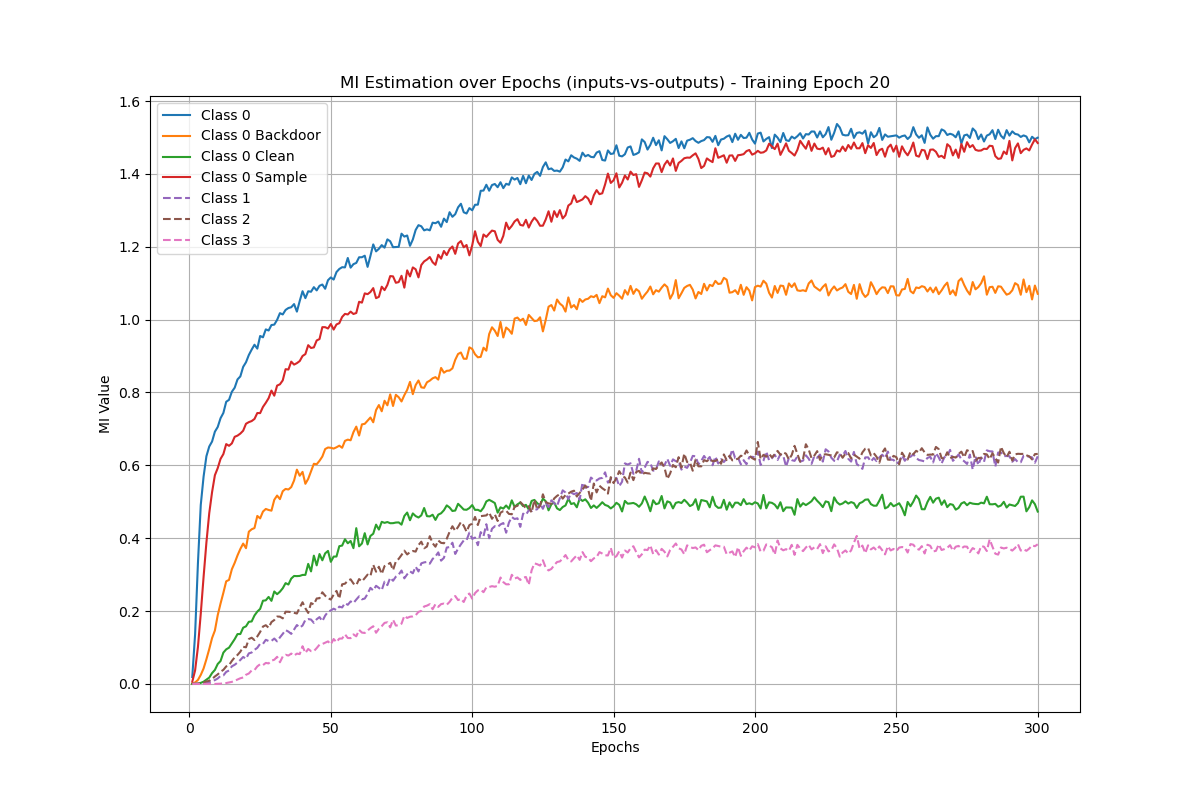 MI Estimation over Epochs (inputs-vs-outputs) - Training Epoch 20
Class 0
Class 0 Backdoor
Class 0 Clean
Class 0 Sample
Class 1
Class 2
Class 3
MI Value
1.6
1.4
1.2
1.0
0.8
0.6
0.4
0.2
0.0
0 50 100 150 200 250 300
Epochs